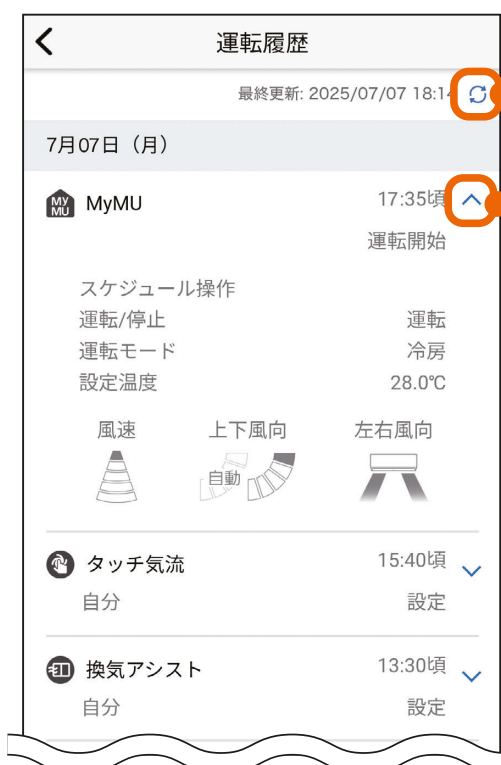 運転履歴
最終更新: 2025/07/07 18:14
7月07日（月）
MY MU MyMU 17:35頃
運転開始
スケジュール操作
運転/停止 運転
運転モード 冷房
設定温度 28.0℃
風速 上下風向 左右風向
自動
タッチ気流 15:40頃
自分 設定
換気アシスト 13:30頃
自分 設定